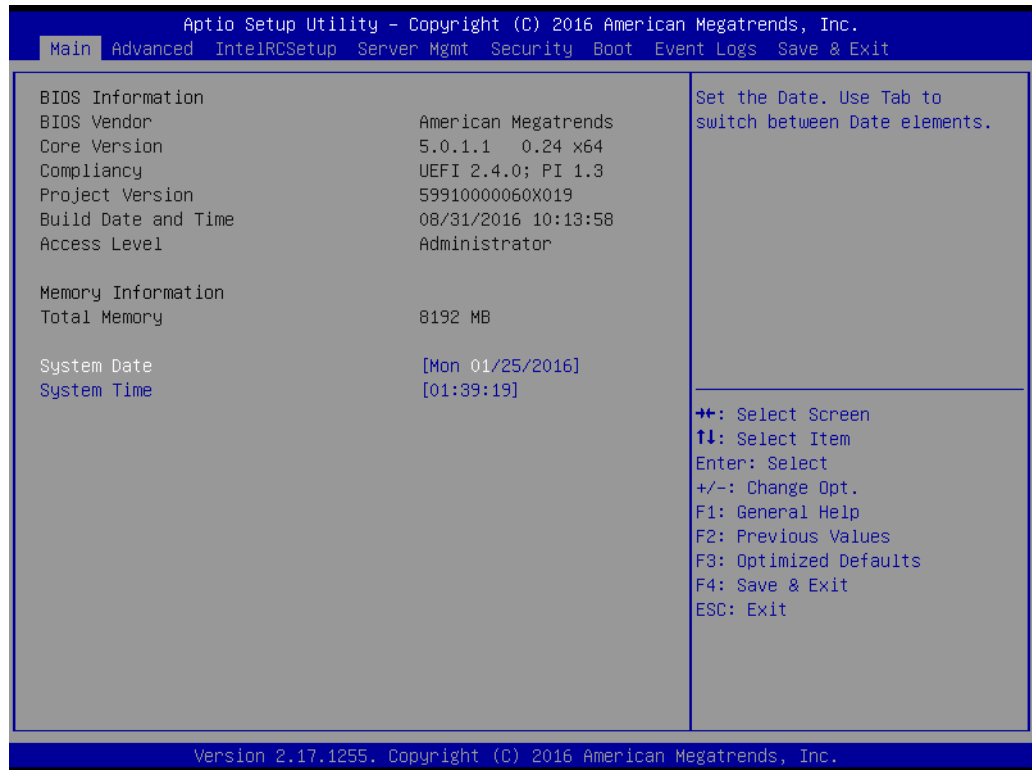 Aptio Setup Utility – Copyright (C) 2016 American Megatrends, Inc.
Main Advanced IntelRCSetup Server Mgmt Security Boot Event Logs Save & Exit
BIOS Information
BIOS Vendor American Megatrends
Core Version 5.0.1.1 0.24 x64
Compliancy UEFI 2.4.0; PI 1.3
Project Version 59910000060X019
Build Date and Time 08/31/2016 10:13:58
Access Level Administrator
Memory Information
Total Memory 8192 MB
System Date [Mon 01/25/2016]
System Time [01:39:19]
Set the Date. Use Tab to
switch between Date elements.
→←: Select Screen
↑↓: Select Item
Enter: Select
+/-: Change Opt.
F1: General Help
F2: Previous Values
F3: Optimized Defaults
F4: Save & Exit
ESC: Exit
Version 2.17.1255. Copyright (C) 2016 American Megatrends, Inc.